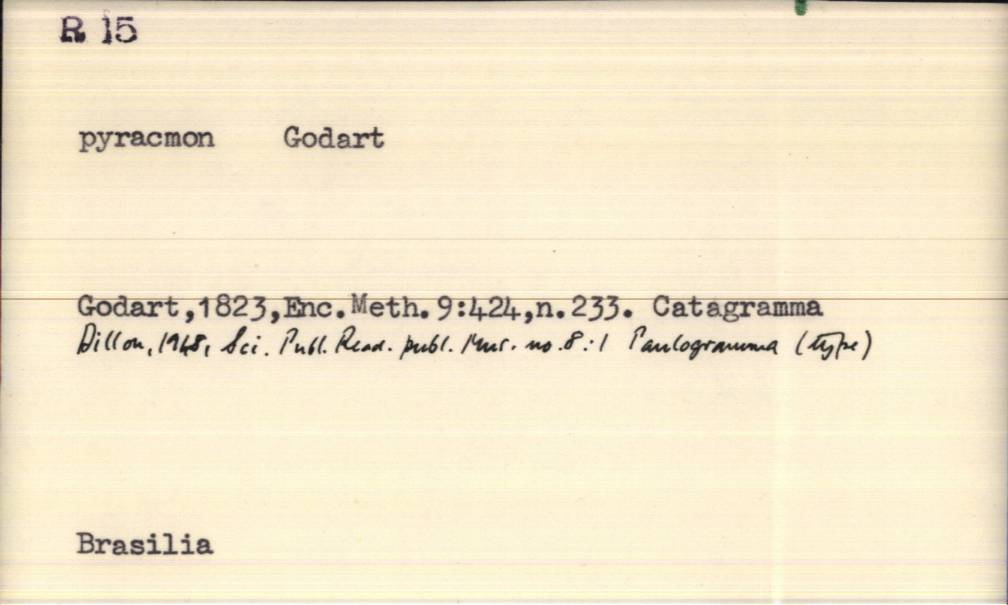 R 15
pyracmon Godart
Godart,1823,Enc.Meth.9:424,n.233. Catagramma
Dillon, 1948, Sci. Publ. Read. publ. Mus. no. 8:1 Paulogramma (type)
Brasilia